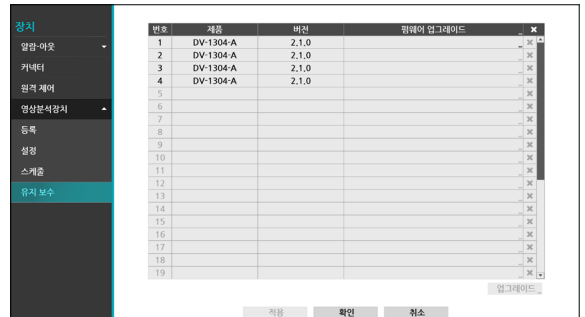 장치
알람-아웃
커넥터
원격 제어
영상분석장치
등록
설정
스케줄
유지 보수
번호 제품 버전 펌웨어 업그레이드 ... ✖
1 DV-1304-A 2,1,0 ... ✖
2 DV-1304-A 2,1,0 ... ✖
3 DV-1304-A 2,1,0 ... ✖
4 DV-1304-A 2,1,0 ... ✖
5 ... ✖
6 ... ✖
7 ... ✖
8 ... ✖
9 ... ✖
10 ... ✖
11 ... ✖
12 ... ✖
13 ... ✖
14 ... ✖
15 ... ✖
16 ... ✖
17 ... ✖
18 ... ✖
19 ... ✖
업그레이드...
적용 확인 취소